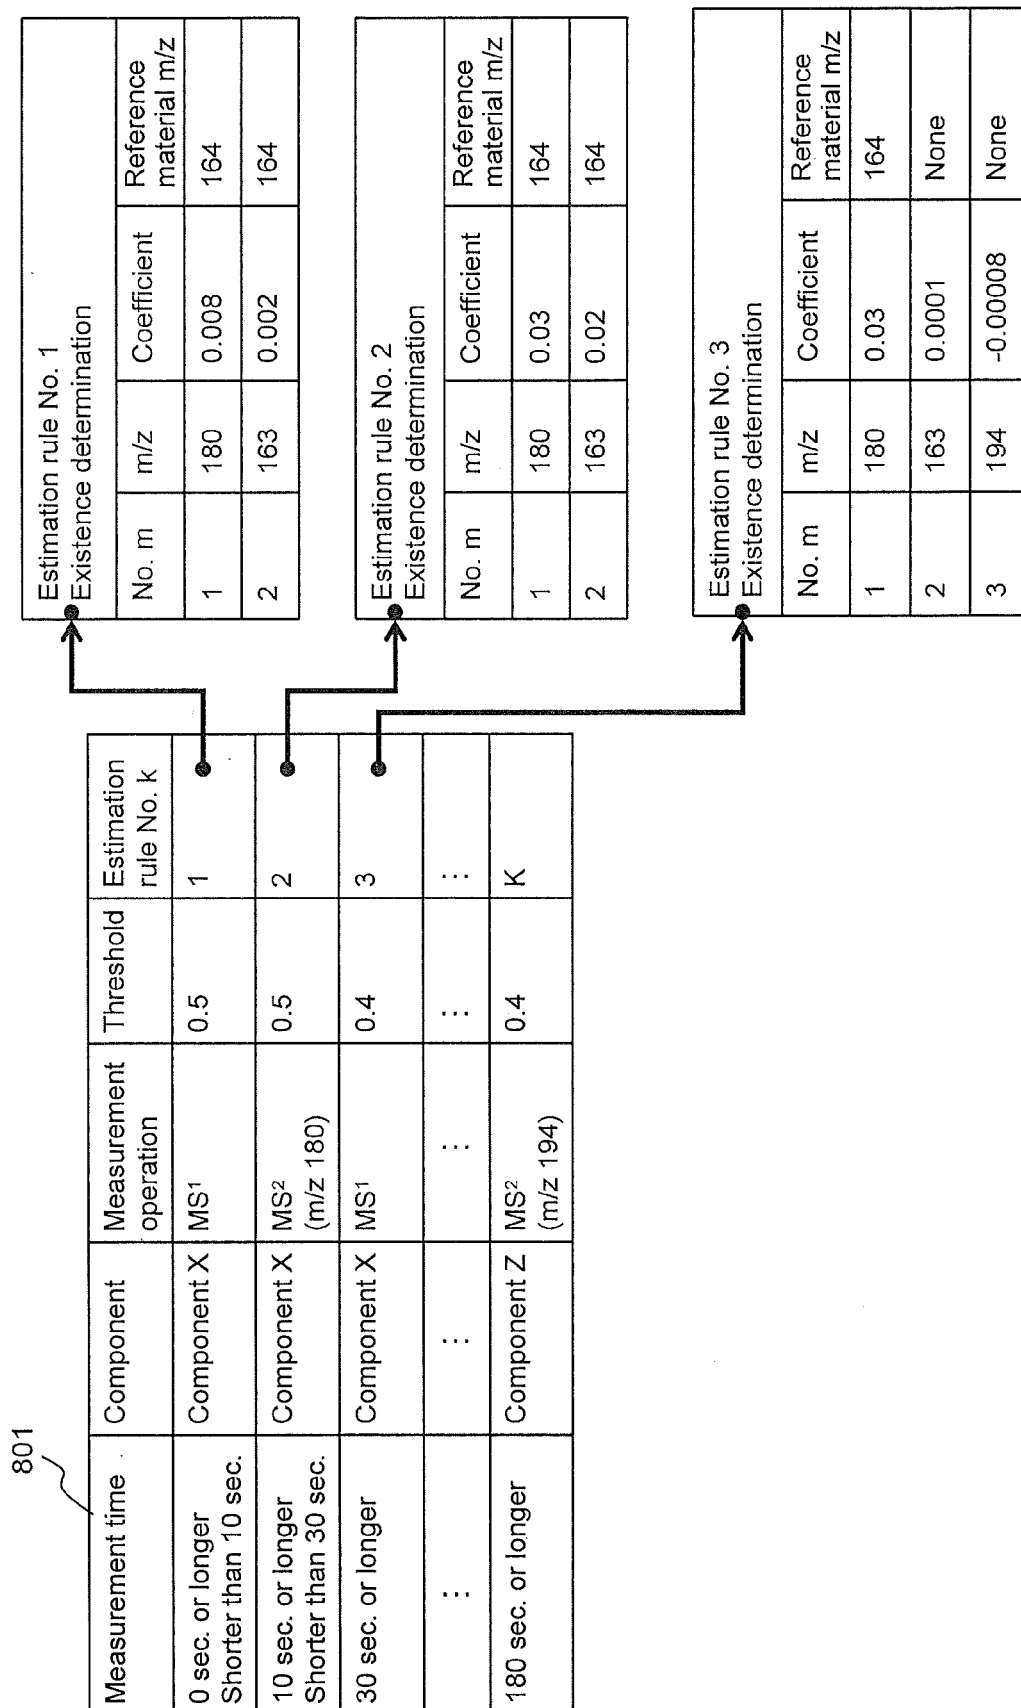 801
Measurement time
Component
Measurement
operation
Threshold
Estimation
rule No. k
0 sec. or longer
Shorter than 10 sec.
Component X
MS¹
0.5
1
10 sec. or longer
Shorter than 30 sec.
Component X
MS²
(m/z 180)
0.5
2
30 sec. or longer
Component X
MS¹
0.4
3
⋮
⋮
⋮
⋮
⋮
180 sec. or longer
Component Z
MS²
(m/z 194)
0.4
K
Estimation rule No. 1
Existence determination
No. m
m/z
Coefficient
Reference
material m/z
1
180
0.008
164
2
163
0.002
164
Estimation rule No. 2
Existence determination
No. m
m/z
Coefficient
Reference
material m/z
1
180
0.03
164
2
163
0.02
164
Estimation rule No. 3
Existence determination
No. m
m/z
Coefficient
Reference
material m/z
1
180
0.03
164
2
163
0.0001
None
3
194
-0.00008
None